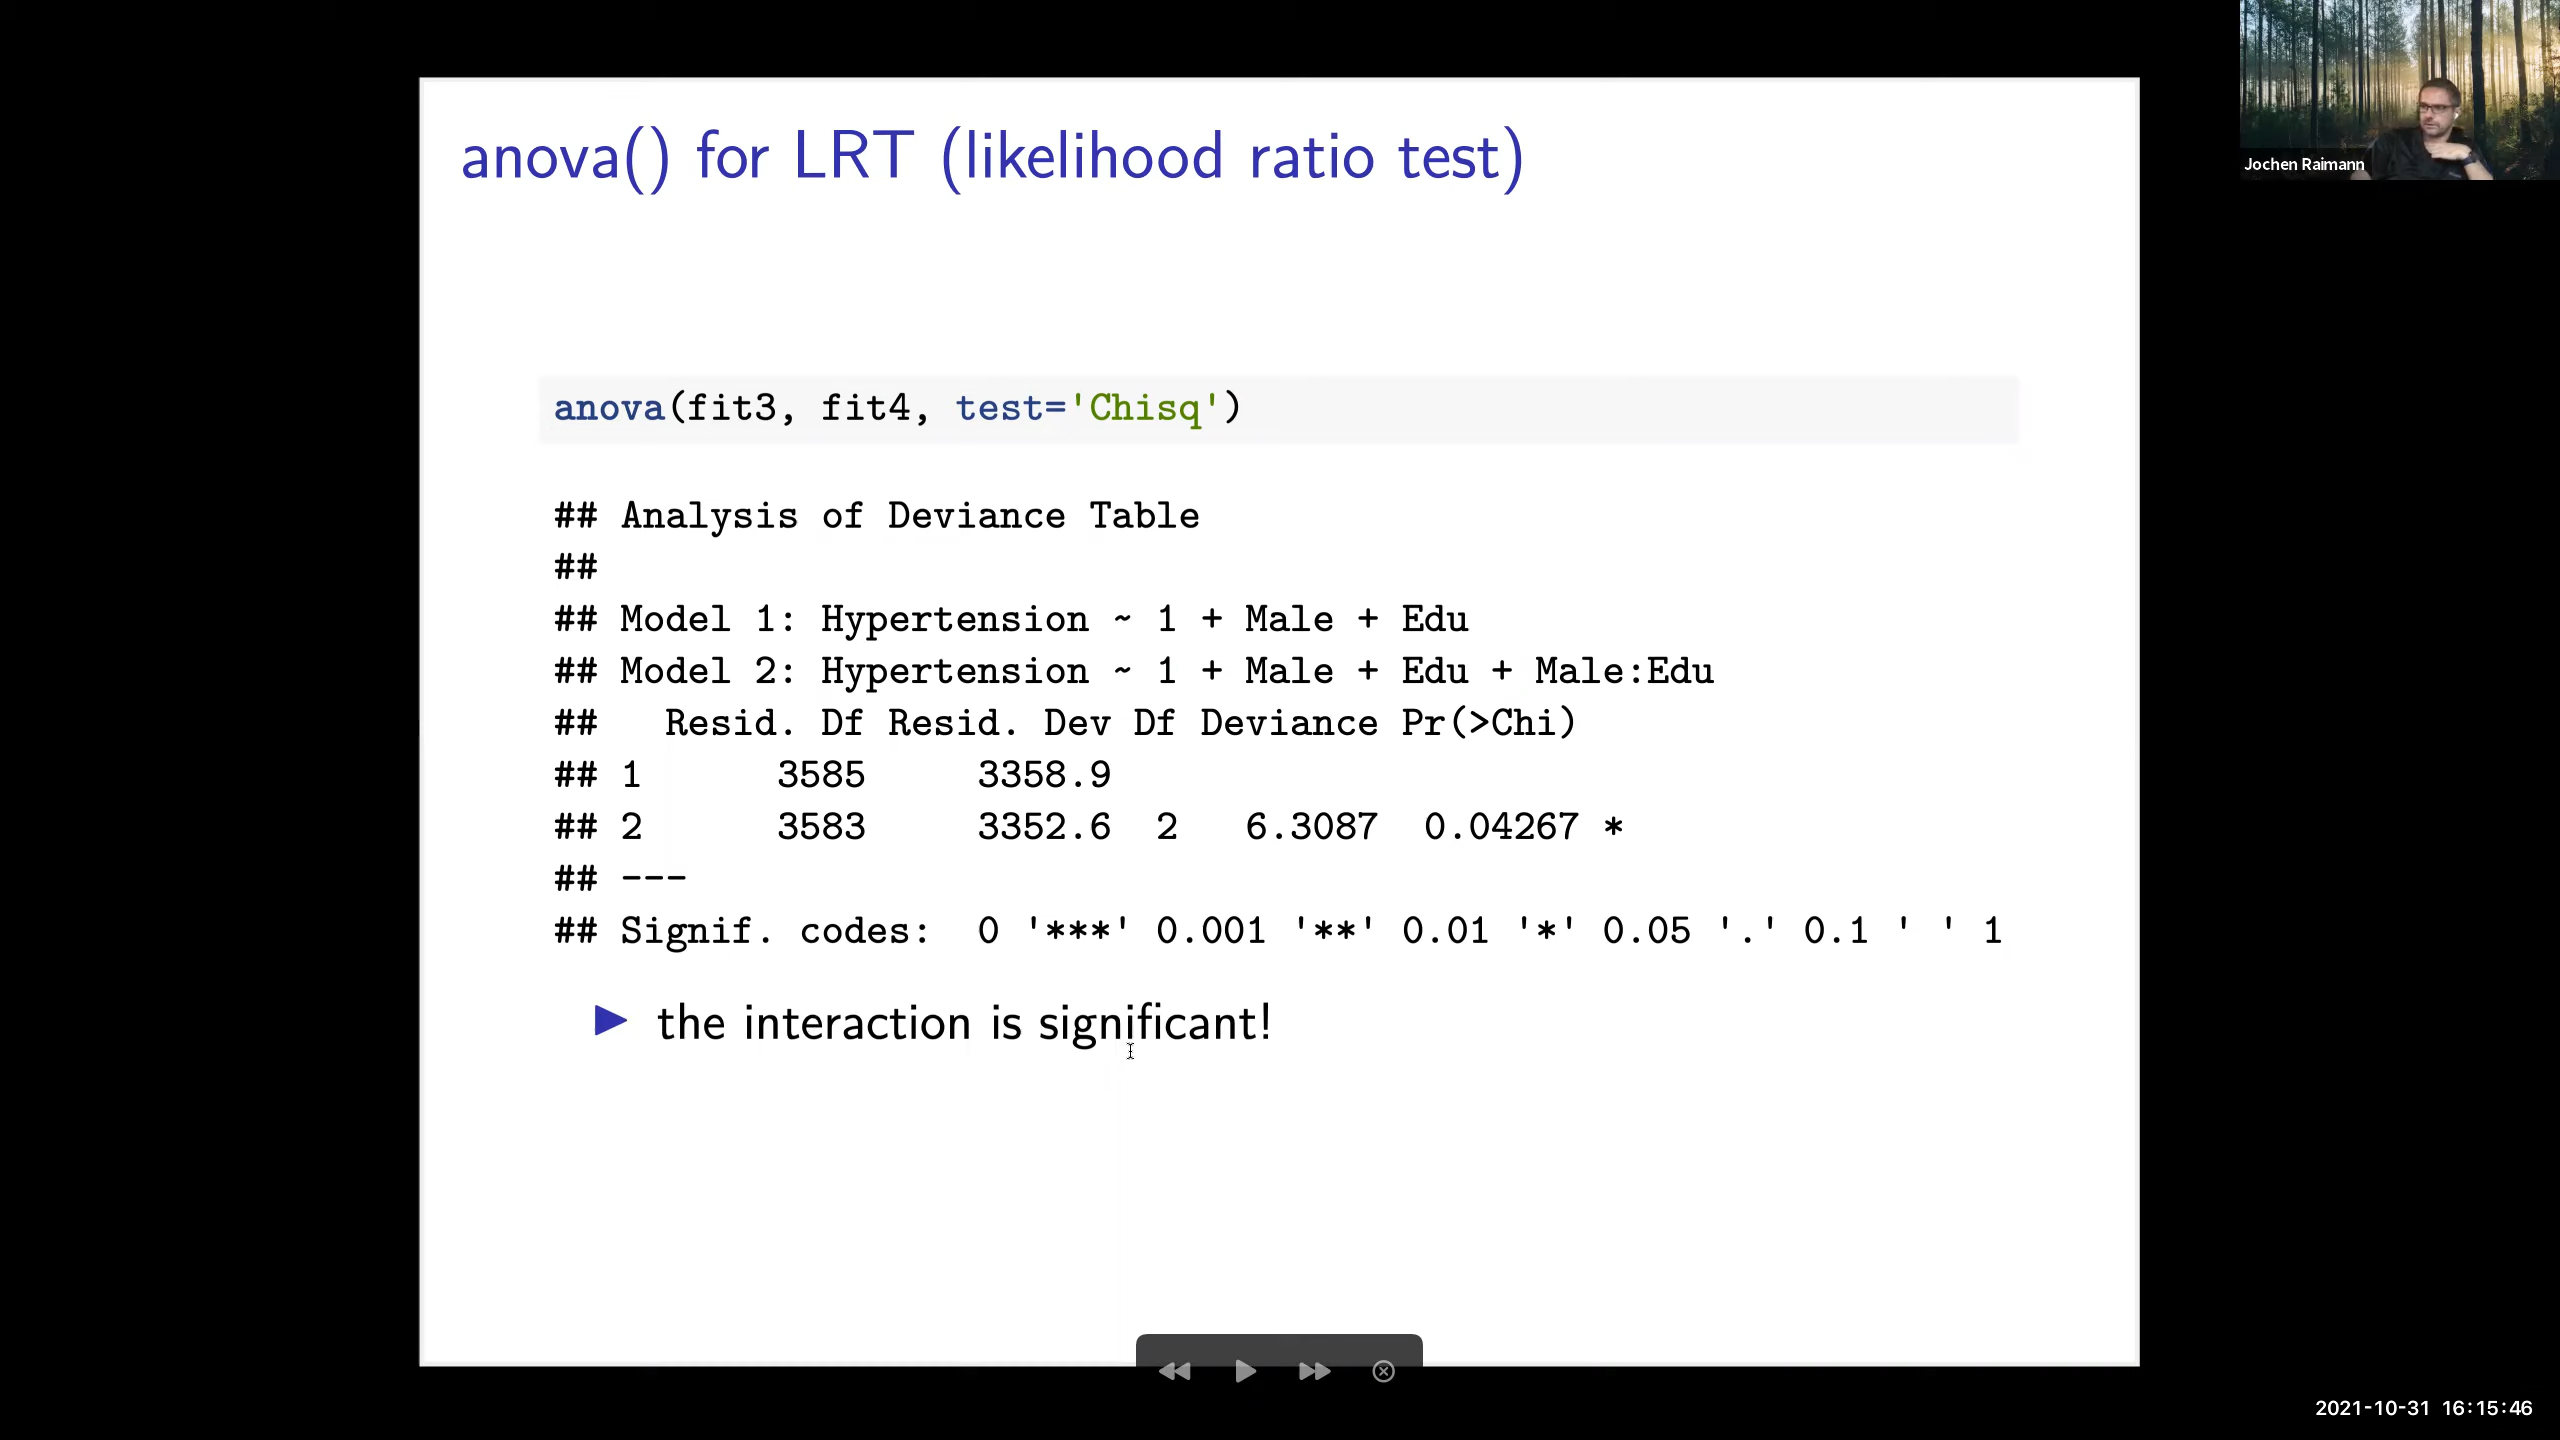 anova() for LRT (likelihood ratio test)
Jochen Raimann
anova(fit3, fit4, test='Chisq')
## Analysis of Deviance Table
##
## Model 1: Hypertension ~ 1 + Male + Edu
## Model 2: Hypertension ~ 1 + Male + Edu + Male:Edu
##   Resid. Df Resid. Dev Df Deviance Pr(>Chi)
## 1      3585     3358.9
## 2      3583     3352.6  2   6.3087  0.04267 *
## ---
## Signif. codes:  0 '***' 0.001 '**' 0.01 '*' 0.05 '.' 0.1 ' ' 1
▶ the interaction is significant!
2021-10-31 16:15:46